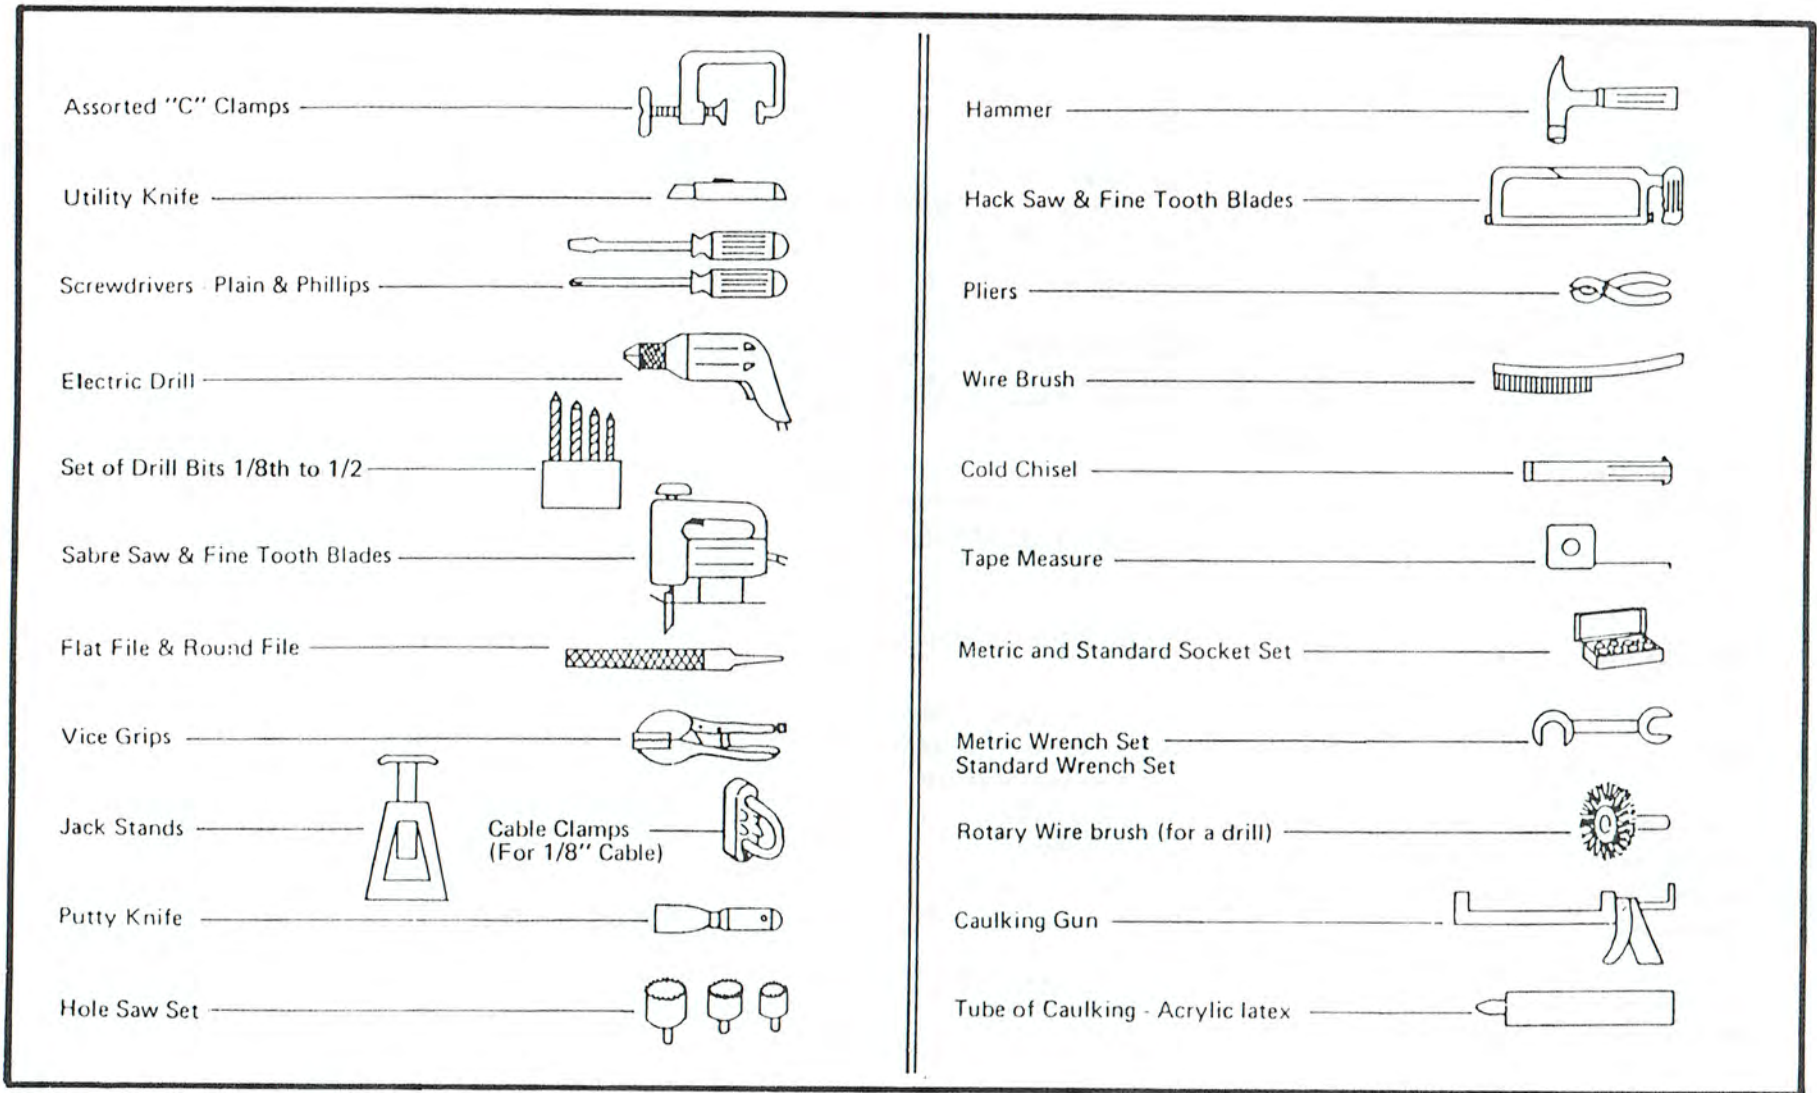 Assorted "C" Clamps
Utility Knife
Screwdrivers - Plain & Phillips
Electric Drill
Set of Drill Bits 1/8th to 1/2
Sabre Saw & Fine Tooth Blades
Flat File & Round File
Vice Grips
Jack Stands
Cable Clamps
(For 1/8" Cable)
Putty Knife
Hole Saw Set
Hammer
Hack Saw & Fine Tooth Blades
Pliers
Wire Brush
Cold Chisel
Tape Measure
Metric and Standard Socket Set
Metric Wrench Set
Standard Wrench Set
Rotary Wire brush (for a drill)
Caulking Gun
Tube of Caulking - Acrylic latex